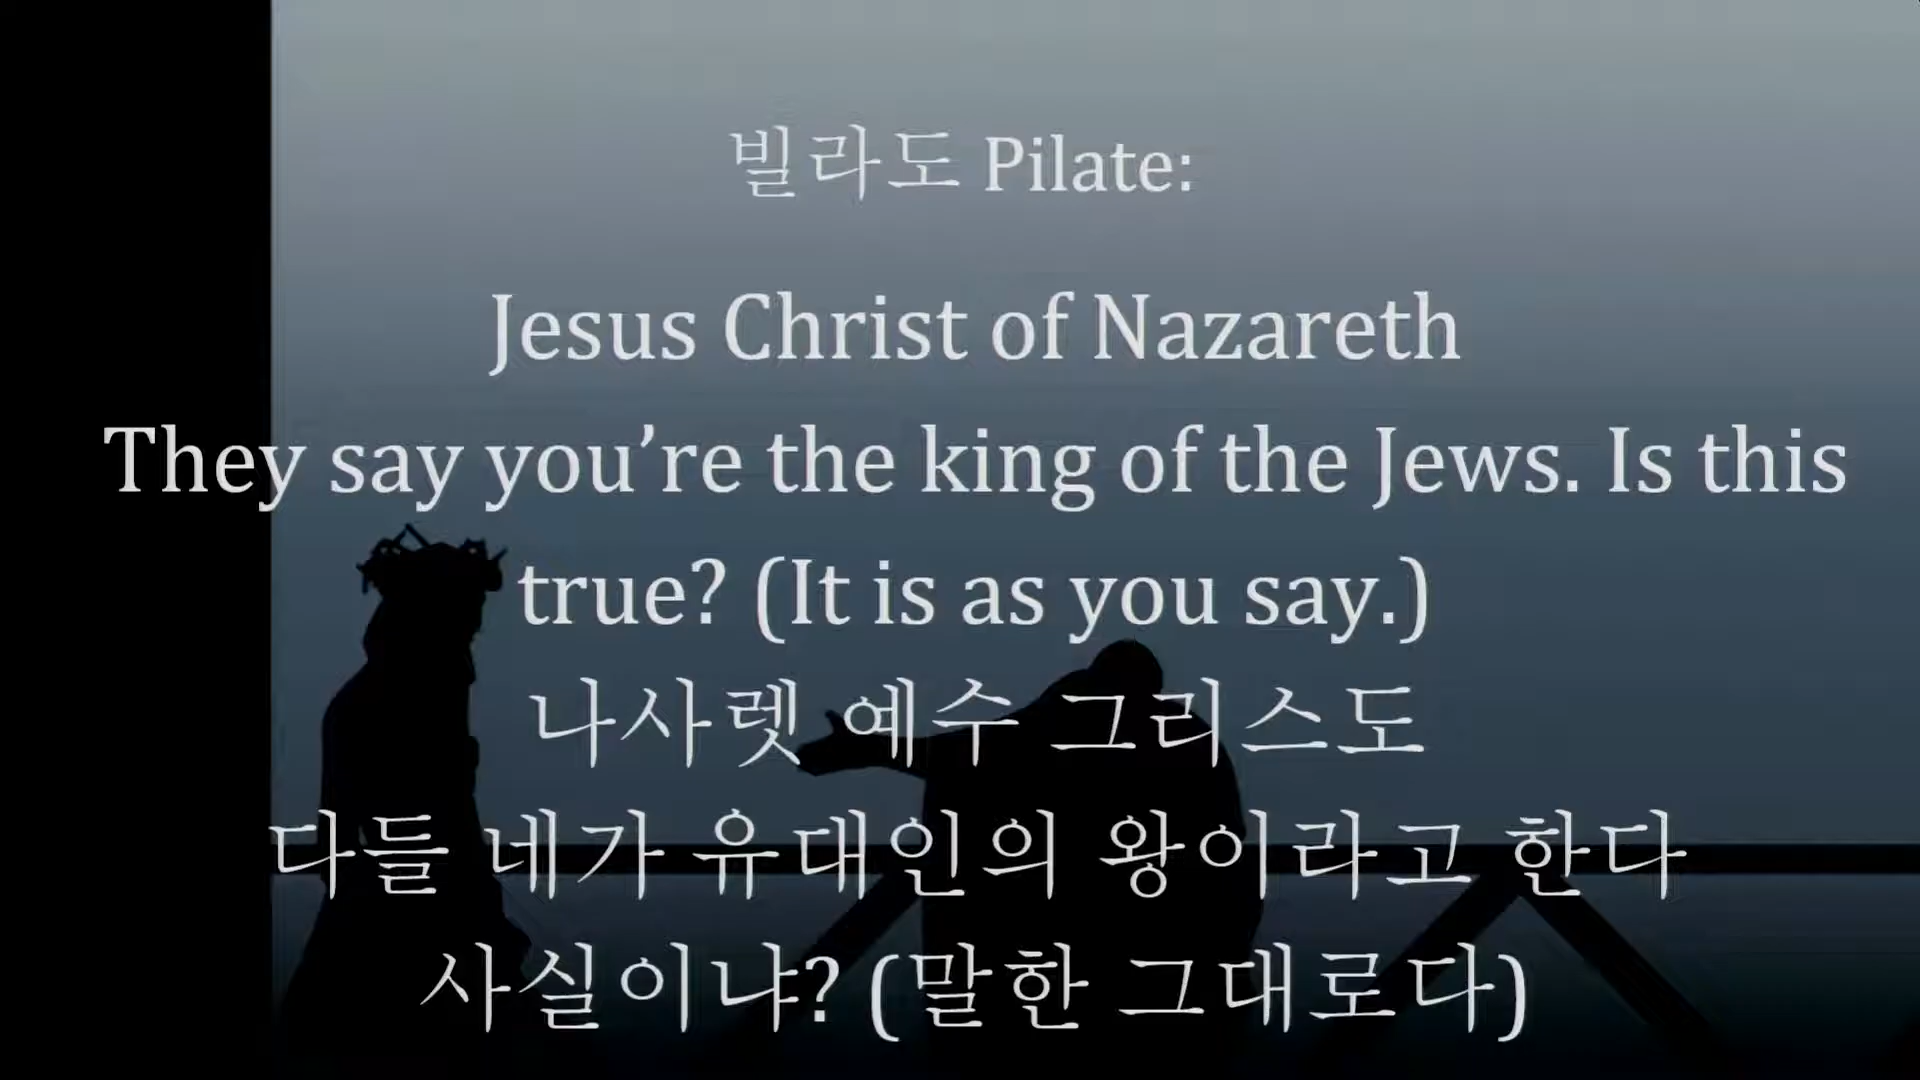 빌라도 Pilate:
Jesus Christ of Nazareth
They say you’re the king of the Jews. Is this
true? (It is as you say.)
나사렛 예수 그리스도
다들 네가 유대인의 왕이라고 한다
사실이냐? (말한 그대로다)